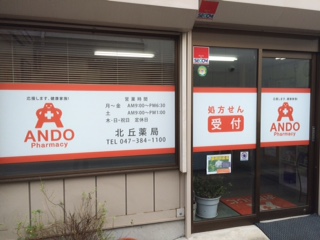 応援します、健康家族!
ANDO
Pharmacy
営業時間
月〜金 AM9:00〜PM6:30
土 AM9:00〜PM1:00
木・日・祝日 定休日
北丘薬局
TEL 047-384-1100
処方せん
受付
応援します、健康家族!
ANDO
Pharmacy